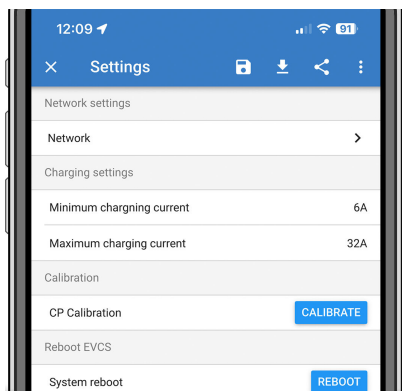 12:09 91
Settings
Network settings
Network
Charging settings
Minimum chargning current 6A
Maximum charging current 32A
Calibration
CP Calibration CALIBRATE
Reboot EVCS
System reboot REBOOT